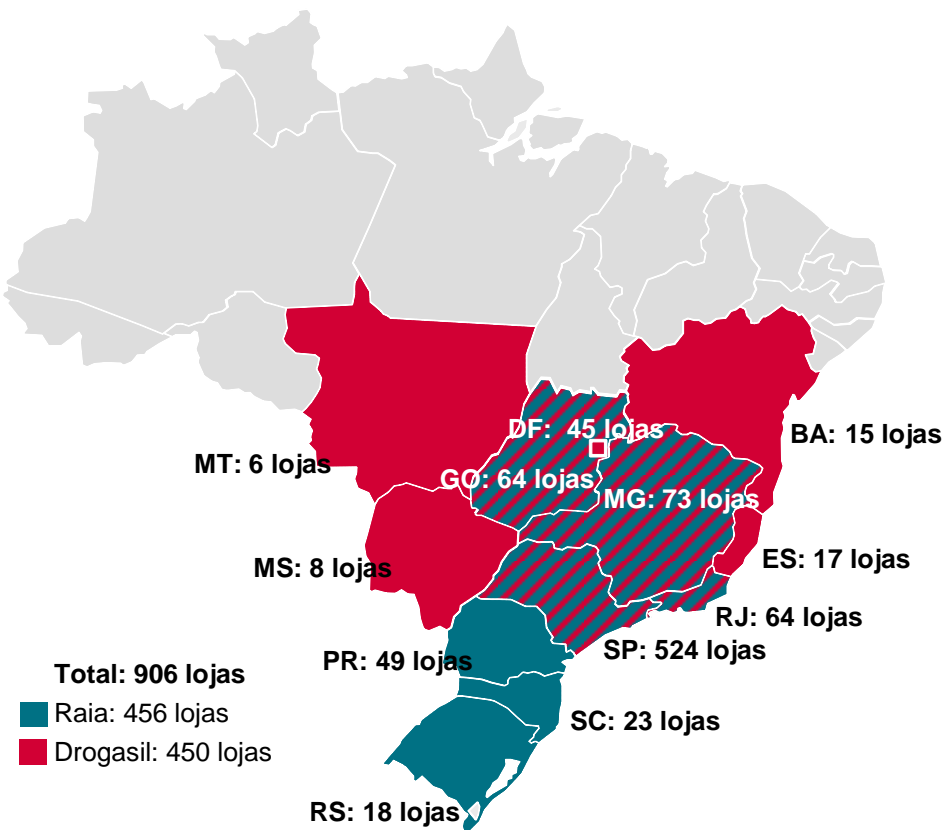 DF: 45 lojas
BA: 15 lojas
MT: 6 lojas
GO: 64 lojas
MG: 73 lojas
ES: 17 lojas
MS: 8 lojas
RJ: 64 lojas
SP: 524 lojas
PR: 49 lojas
Total: 906 lojas
Raia: 456 lojas
SC: 23 lojas
Drogasil: 450 lojas
RS: 18 lojas